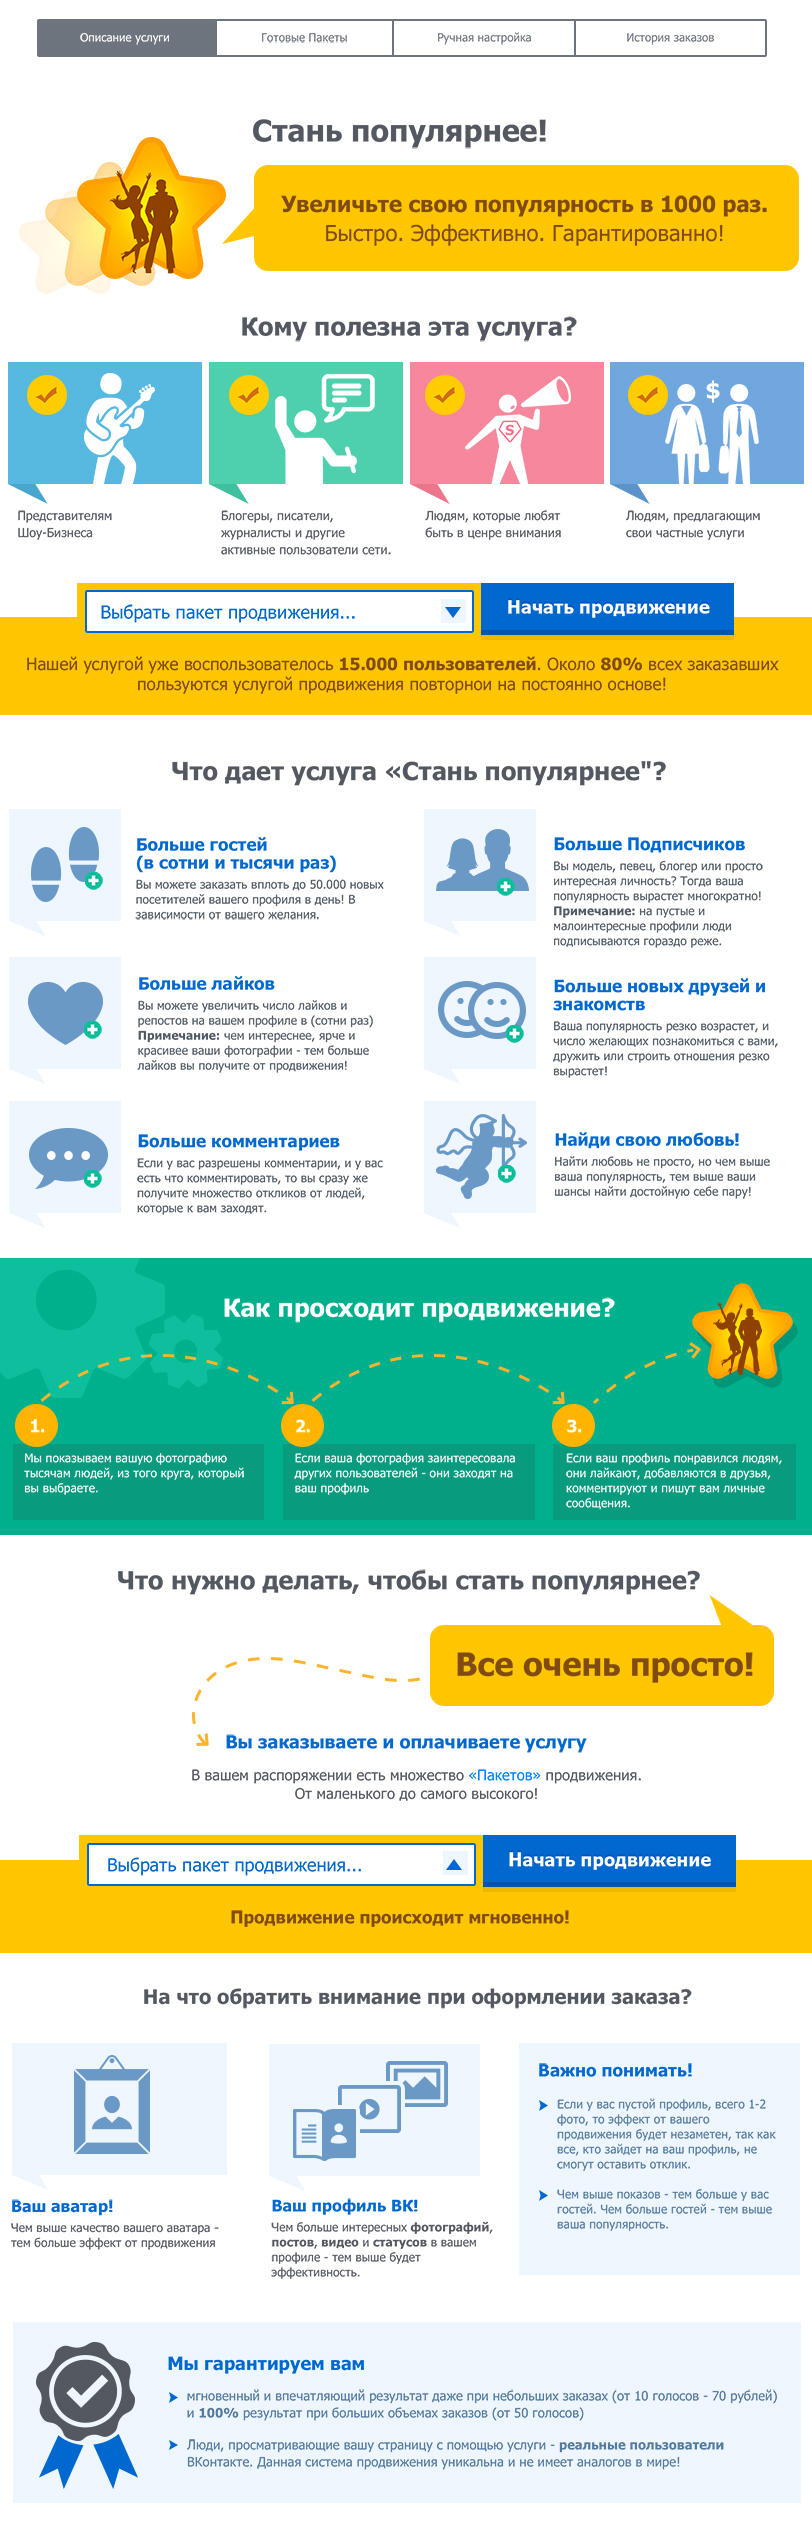 Описание услуги
Готовые Пакеты
Ручная настройка
История заказов
Стань популярнее!
Увеличьте свою популярность в 1000 раз.
Быстро. Эффективно. Гарантированно!
Кому полезна эта услуга?
S
$
Представителям
Шоу-Бизнеса
Блогеры, писатели,
журналисты и другие
активные пользователи сети.
Людям, которые любят
быть в ценре внимания
Людям, предлагающим
свои частные услуги
Выбрать пакет продвижения...
Начать продвижение
Нашей услугой уже воспользователось 15.000 пользователей. Около 80% всех заказавших
пользуются услугой продвижения повторнои на постоянно основе!
Что дает услуга «Стань популярнее"?
Больше гостей
(в сотни и тысячи раз)
Вы можете заказать вплоть до 50.000 новых
посетителей вашего профиля в день! В
зависимости от вашего желания.
Больше Подписчиков
Вы модель, певец, блогер или просто
интересная личность? Тогда ваша
популярность вырастет многократно!
Примечание: на пустые и
малоинтересные профили люди
подписываются гораздо реже.
Больше лайков
Вы можете увеличить число лайков и
репостов на вашем профиле в (сотни раз)
Примечание: чем интереснее, ярче и
красивее ваши фотографии - тем больше
лайков вы получите от продвижения!
Больше новых друзей и
знакомств
Ваша популярность резко возрастет, и
число желающих познакомиться с вами,
дружить или строить отношения резко
вырастет!
Больше комментариев
Если у вас разрешены комментарии, и у вас
есть что комментировать, то вы сразу же
получите множество откликов от людей,
которые к вам заходят.
Найди свою любовь!
Найти любовь не просто, но чем выше
ваша популярность, тем выше ваши
шансы найти достойную себе пару!
Как просходит продвижение?
1.
Мы показываем вашую фотографию
тысячам людей, из того круга, который
вы выбраете.
2.
Если ваша фотография заинтересовала
других пользователей - они заходят на
ваш профиль
3.
Если ваш профиль понравился людям,
они лайкают, добавляются в друзья,
комментируют и пишут вам личные
сообщения.
Что нужно делать, чтобы стать популярнее?
Все очень просто!
Вы заказываете и оплачиваете услугу
В вашем распоряжении есть множество «Пакетов» продвижения.
От маленького до самого высокого!
Выбрать пакет продвижения...
Начать продвижение
Продвижение происходит мгновенно!
На что обратить внимание при оформлении заказа?
Ваш аватар!
Чем выше качество вашего аватара -
тем больше эффект от продвижения
Ваш профиль ВК!
Чем больше интересных фотографий,
постов, видео и статусов в вашем
профиле - тем выше будет
эффективность.
Важно понимать!
Если у вас пустой профиль, всего 1-2
фото, то эффект от вашего
продвижения будет незаметен, так как
все, кто зайдет на ваш профиль, не
смогут оставить отклик.
Чем выше показов - тем больше у вас
гостей. Чем больше гостей - тем выше
ваша популярность.
Мы гарантируем вам
мгновенный и впечатляющий результат даже при небольших заказах (от 10 голосов - 70 рублей)
и 100% результат при больших объемах заказов (от 50 голосов)
Люди, просматривающие вашу страницу с помощью услуги - реальные пользователи
ВКонтакте. Данная система продвижения уникальна и не имеет аналогов в мире!